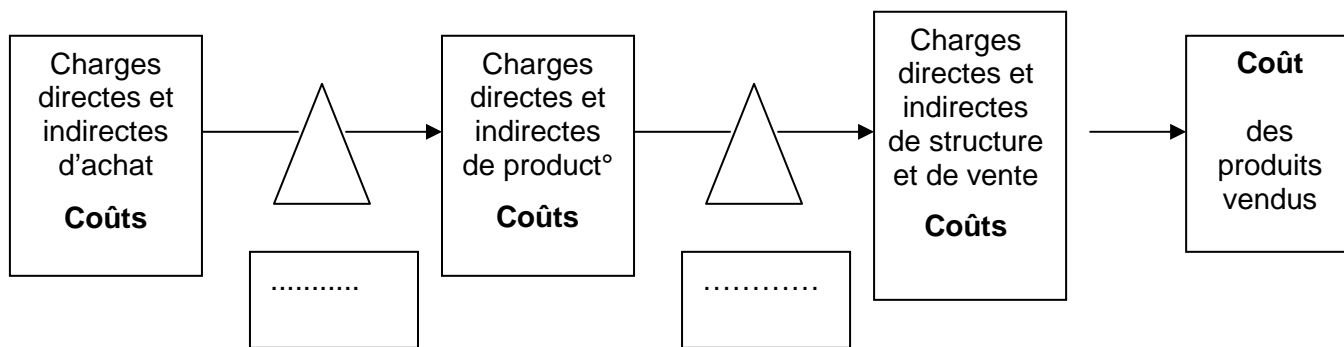 Charges
directes et
indirectes
d’achat
Coûts
...........
Charges
directes et
indirectes
de product°
Coûts
............
Charges
directes et
indirectes
de structure
et de vente
Coûts
Coût
des
produits
vendus